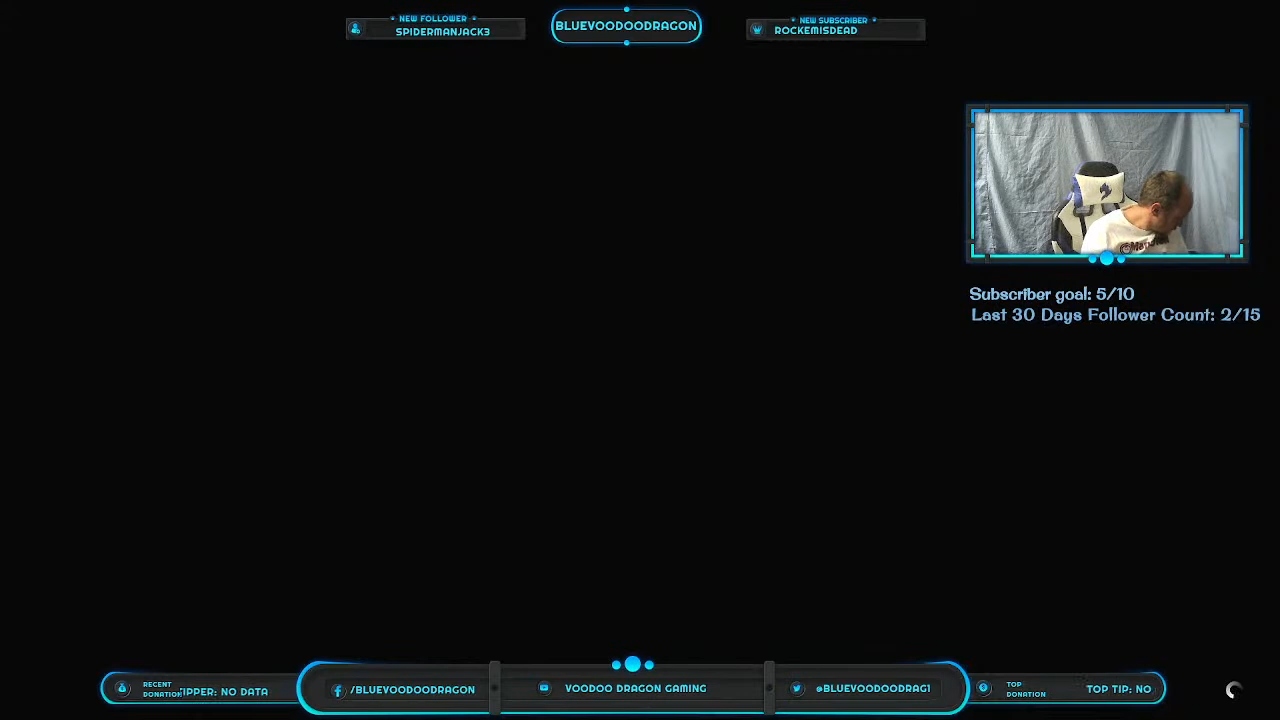 NEW FOLLOWER
SPIDERMANJACK3
BLUEVOODOODRAGON
NEW SUBSCRIBER
ROCKEMISDEAD
Subscriber goal: 5/10
Last 30 Days Follower Count: 2/15
RECENT
DONATION
TIPPER: NO DATA
/BLUEVOODOODRAGON
VOODOO DRAGON GAMING
@BLUEVOODOODRAG1
TOP
DONATION
TOP TIP: NO